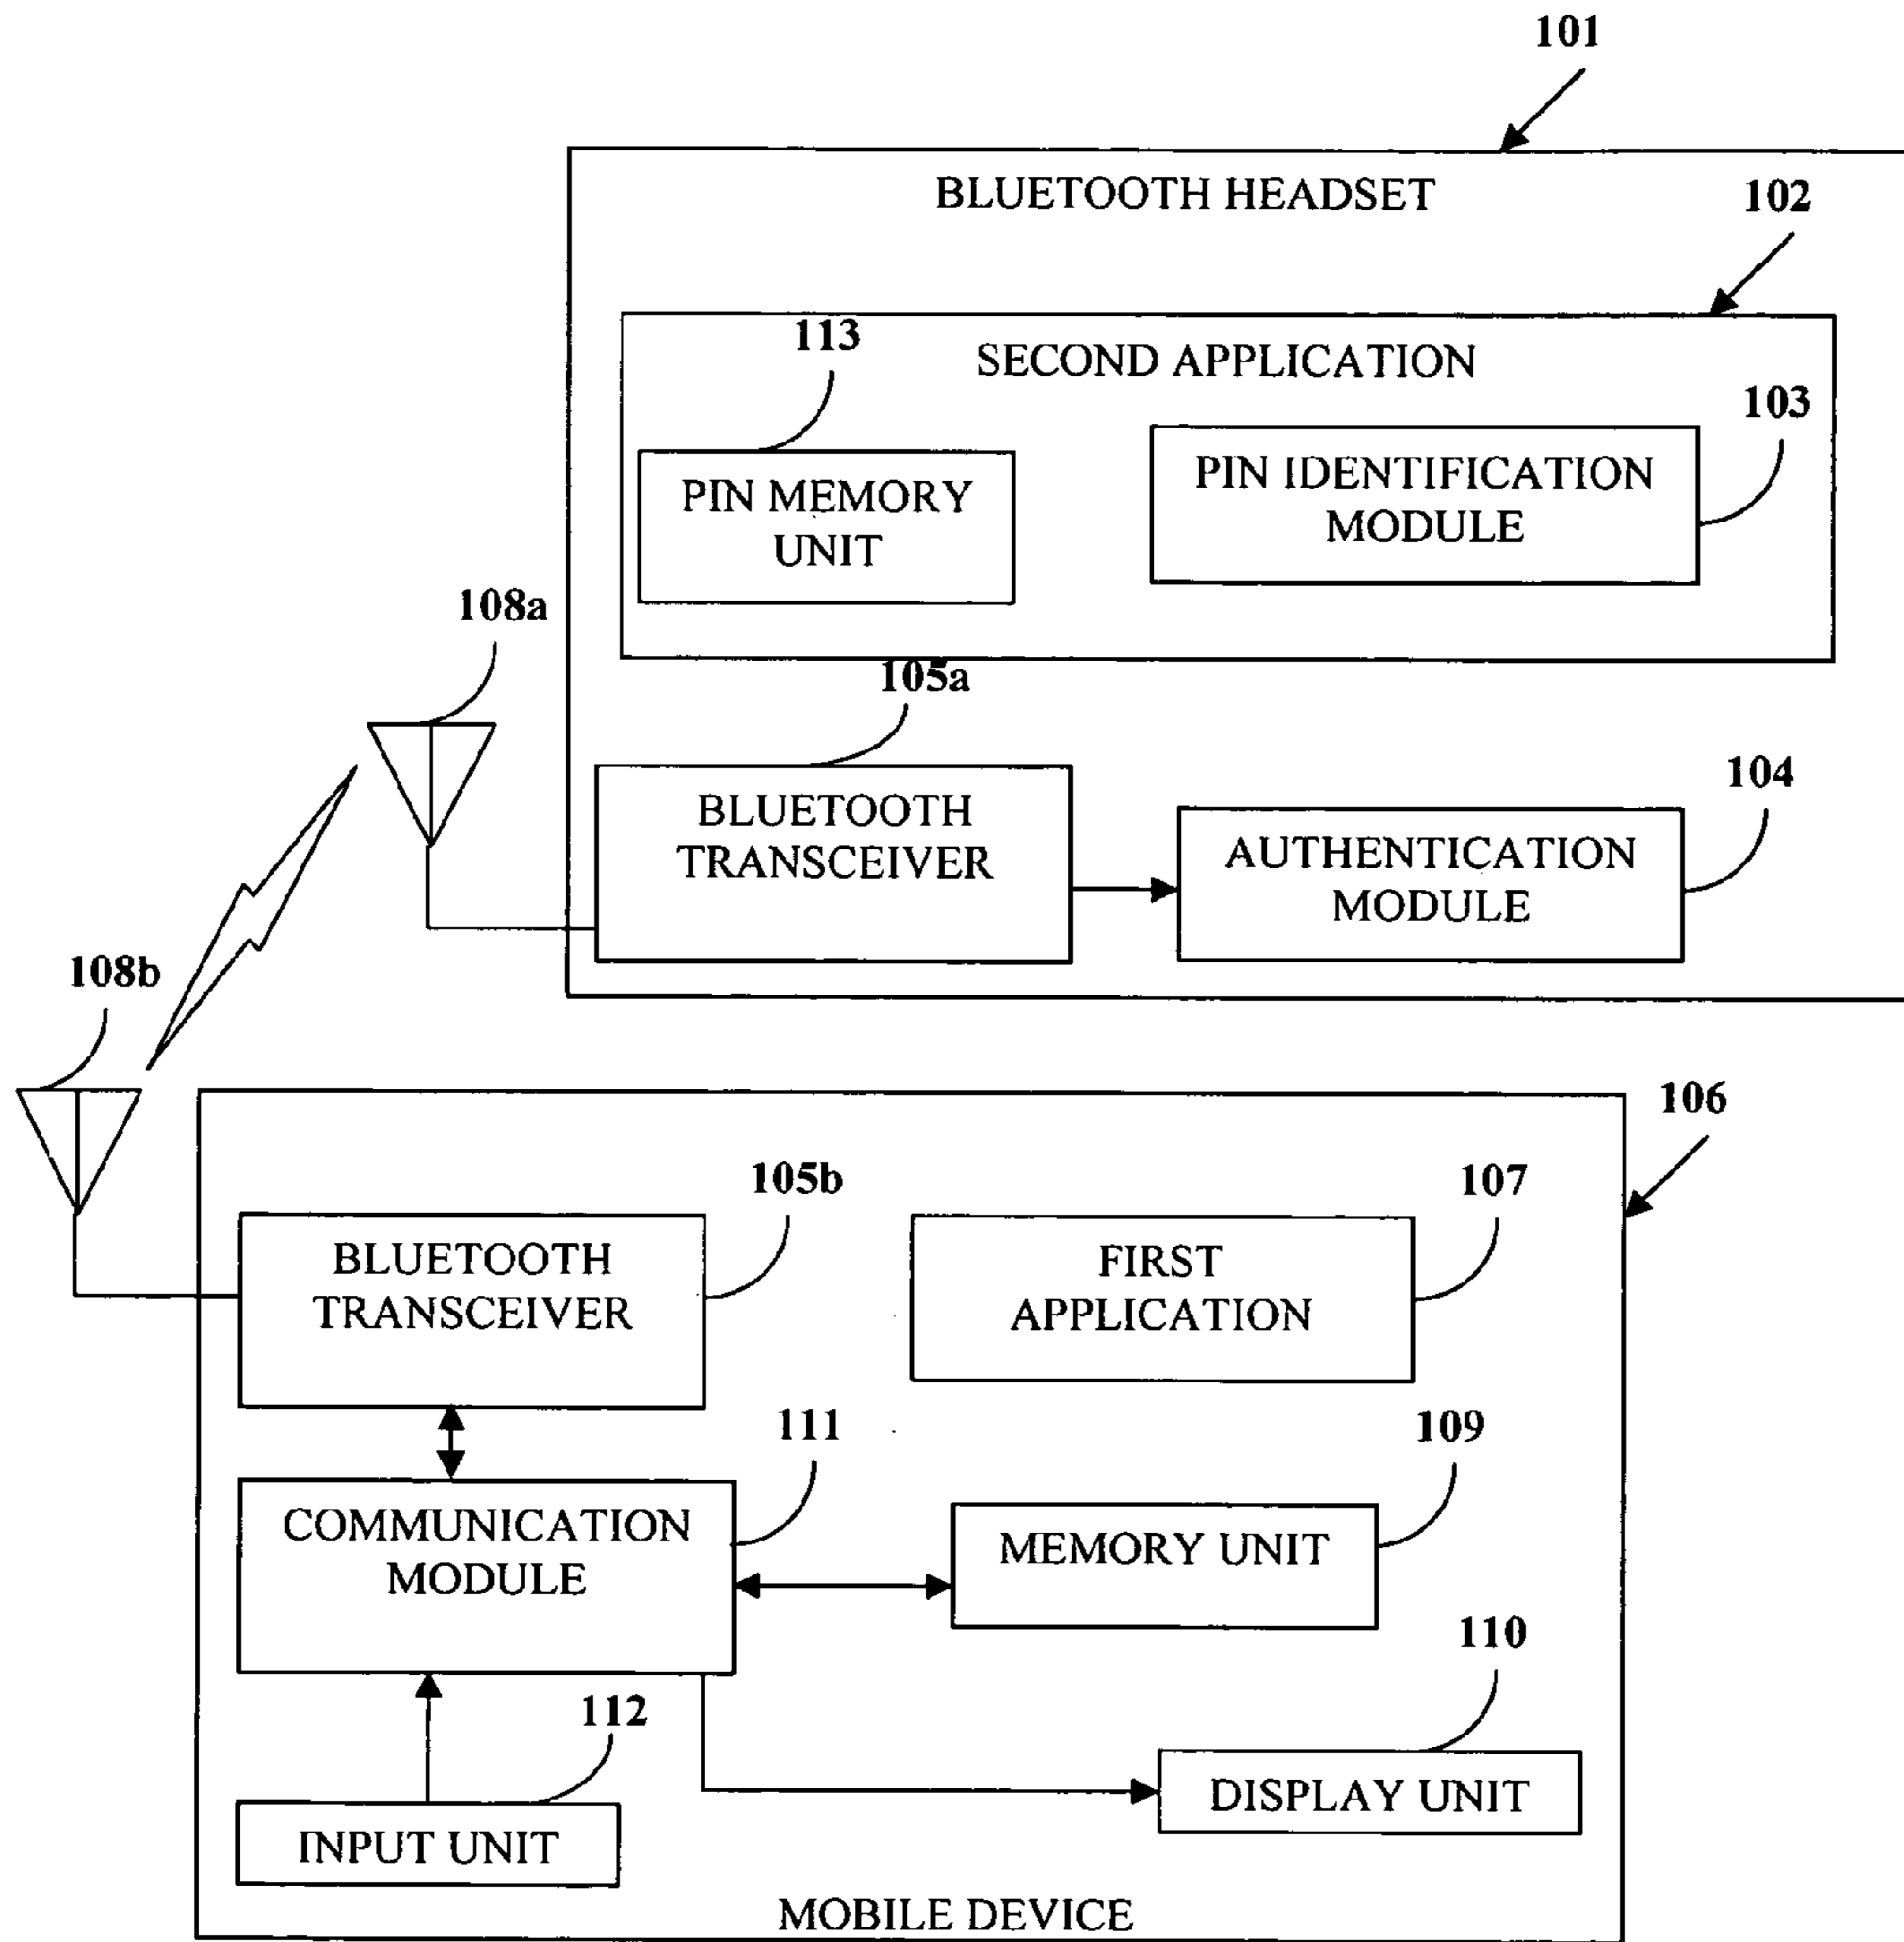 101
BLUETOOTH HEADSET
102
113
SECOND APPLICATION
103
PIN MEMORY
UNIT
PIN IDENTIFICATION
MODULE
108a
105a
104
BLUETOOTH
TRANSCEIVER
AUTHENTICATION
MODULE
108b
106
105b
107
BLUETOOTH
TRANSCEIVER
FIRST
APPLICATION
111
109
COMMUNICATION
MODULE
MEMORY UNIT
110
112
DISPLAY UNIT
INPUT UNIT
MOBILE DEVICE